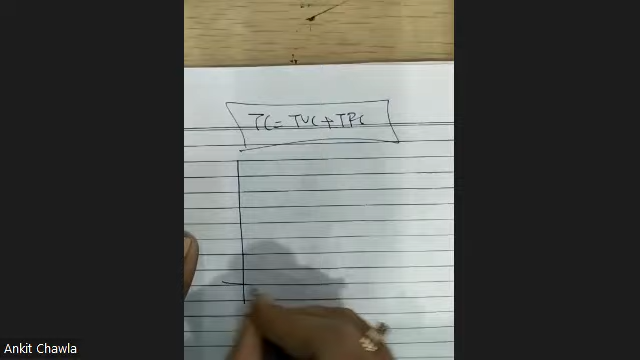 TC = TVC + TFC
Ankit Chawla